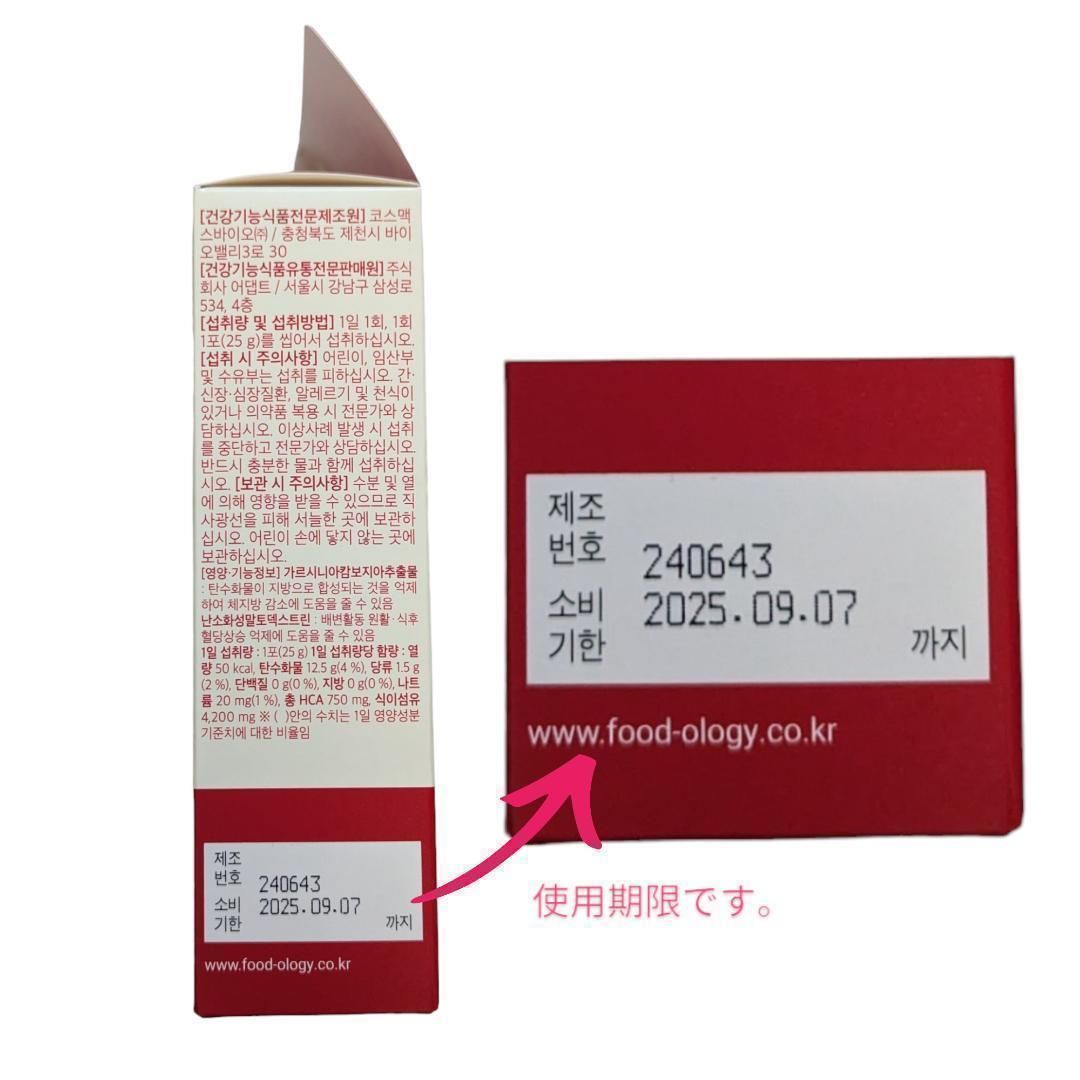 [건강기능식품전문제조원] 코스맥
스바이오㈜ / 충청북도 제천시 바이
오밸리3로 30
[건강기능식품유통전문판매원] 주식
회사 어댑트 / 서울시 강남구 삼성로
534, 4층
[섭취량 및 섭취방법] 1일 1회, 1회
1포(25 g)를 씹어서 섭취하십시오.
[섭취 시 주의사항] 어린이, 임산부
및 수유부는 섭취를 피하십시오. 간·
신장·심장질환, 알레르기 및 천식이
있거나 의약품 복용 시 전문가와 상
담하십시오. 이상사례 발생 시 섭취
를 중단하고 전문가와 상담하십시오.
반드시 충분한 물과 함께 섭취하십
시오. [보관 시 주의사항] 수분 및 열
에 의해 영향을 받을 수 있으므로 직
사광선을 피해 서늘한 곳에 보관하
십시오. 어린이 손에 닿지 않는 곳에
보관하십시오.
[영양·기능정보] 가르시니아캄보지아추출물
: 탄수화물이 지방으로 합성되는 것을 억제
하여 체지방 감소에 도움을 줄 수 있음
난소화성말토덱스트린 : 배변활동 원활·식후
혈당상승 억제에 도움을 줄 수 있음
1일 섭취량 : 1포(25 g) 1일 섭취량당 함량 : 열
량 50 kcal, 탄수화물 12.5 g(4 %), 당류 1.5 g
(2 %), 단백질 0 g(0 %), 지방 0 g(0 %), 나트
륨 20 mg(1 %), 총 HCA 750 mg, 식이섬유
4,200 mg ※ ( )안의 수치는 1일 영양성분
기준치에 대한 비율임
제조
번호 240643
소비 2025.09.07
기한 까지
www.food-ology.co.kr
제조
번호 240643
소비 2025.09.07
기한 까지
www.food-ology.co.kr
使用期限です。